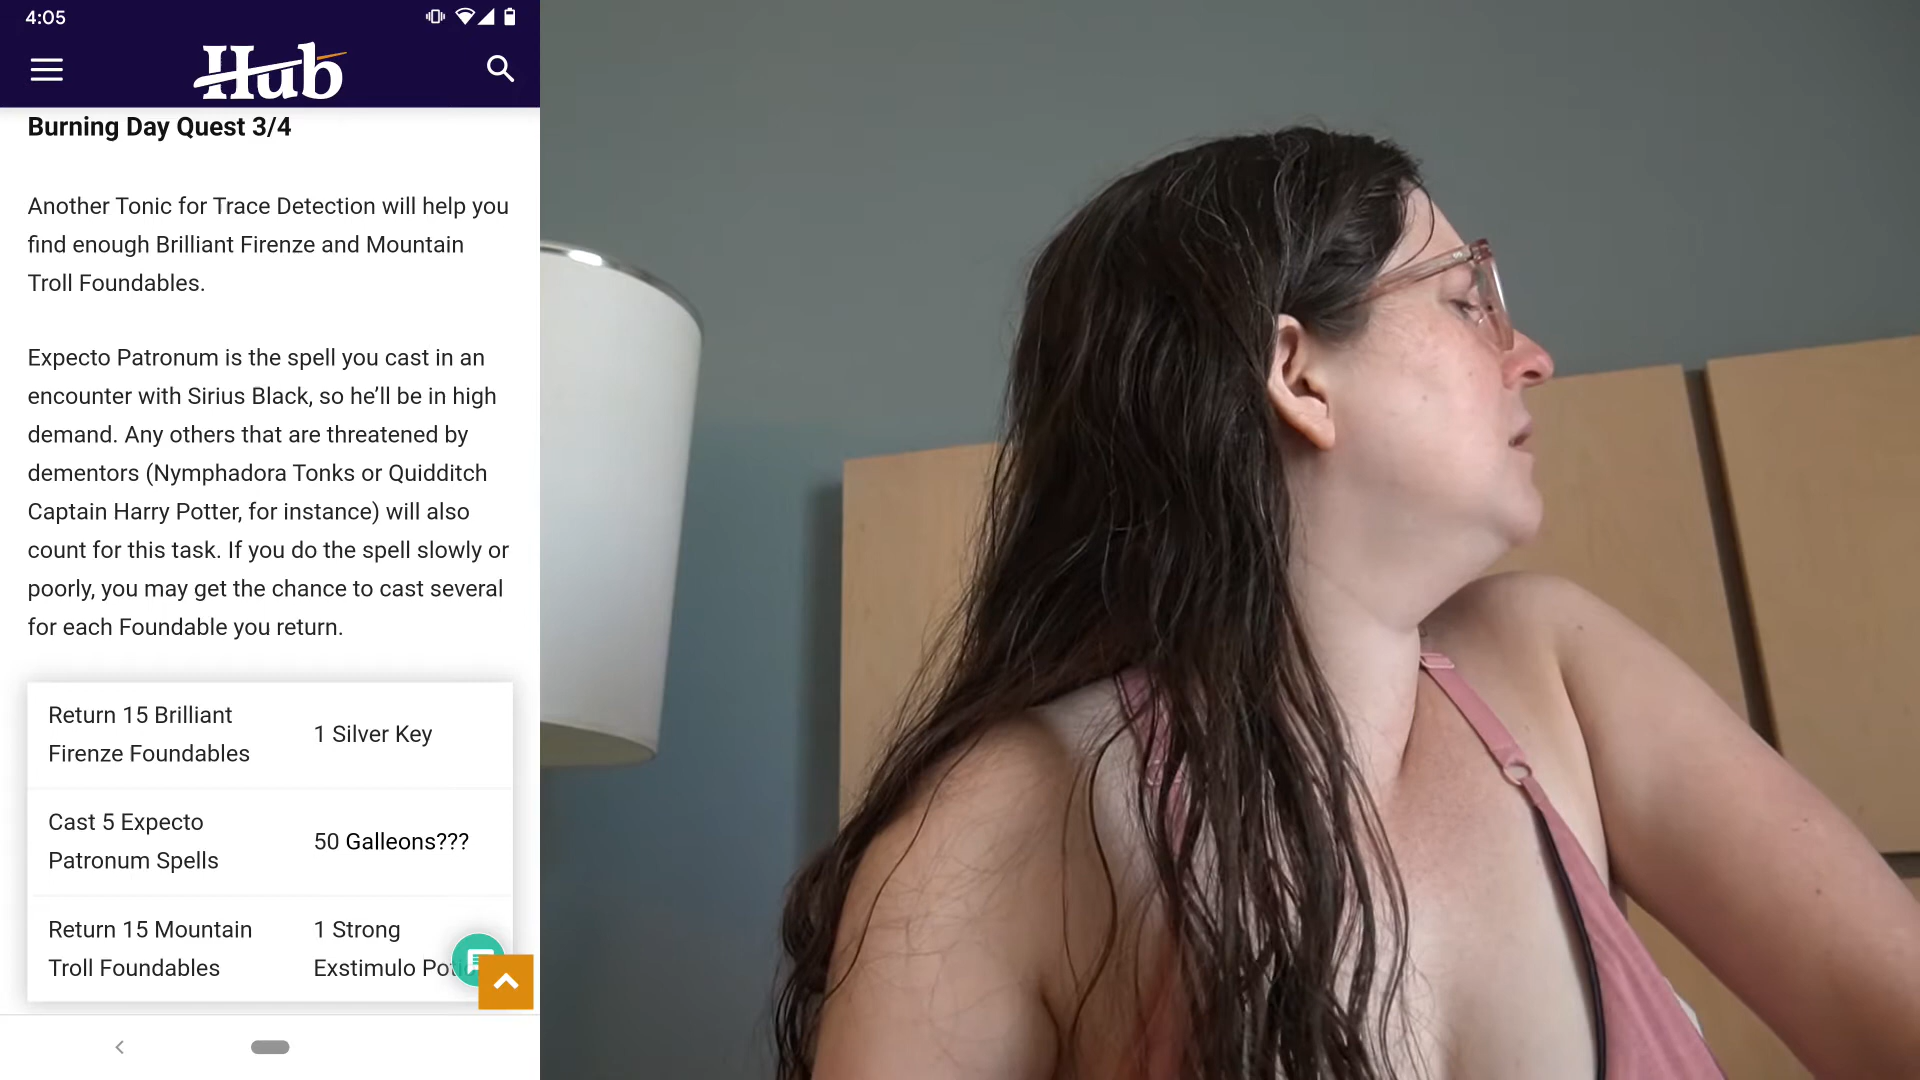 4:05
Hub
Burning Day Quest 3/4
Another Tonic for Trace Detection will help you
find enough Brilliant Firenze and Mountain
Troll Foundables.
Expecto Patronum is the spell you cast in an
encounter with Sirius Black, so he’ll be in high
demand. Any others that are threatened by
dementors (Nymphadora Tonks or Quidditch
Captain Harry Potter, for instance) will also
count for this task. If you do the spell slowly or
poorly, you may get the chance to cast several
for each Foundable you return.
Return 15 Brilliant
Firenze Foundables
1 Silver Key
Cast 5 Expecto
Patronum Spells
50 Galleons???
Return 15 Mountain
Troll Foundables
1 Strong
Exstimulo